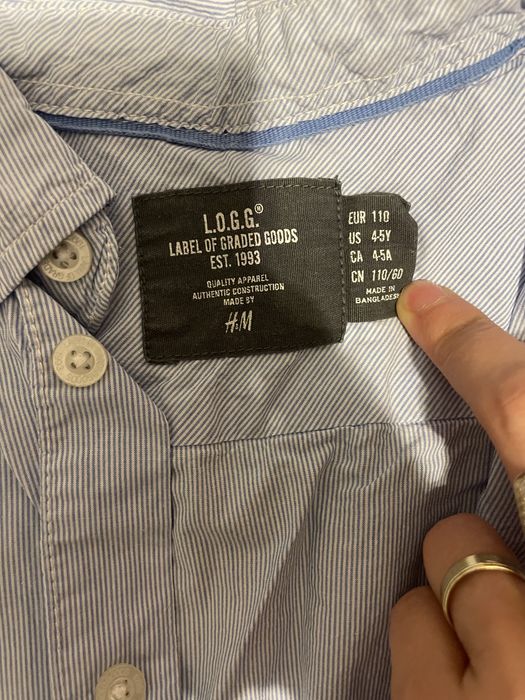 L.O.G.G.®
LABEL OF GRADED GOODS
EST. 1993
QUALITY APPAREL
AUTHENTIC CONSTRUCTION
MADE BY
H&M
EUR 110
US 4-5Y
CA 4-5A
CN 110/60
MADE IN
BANGLADESH